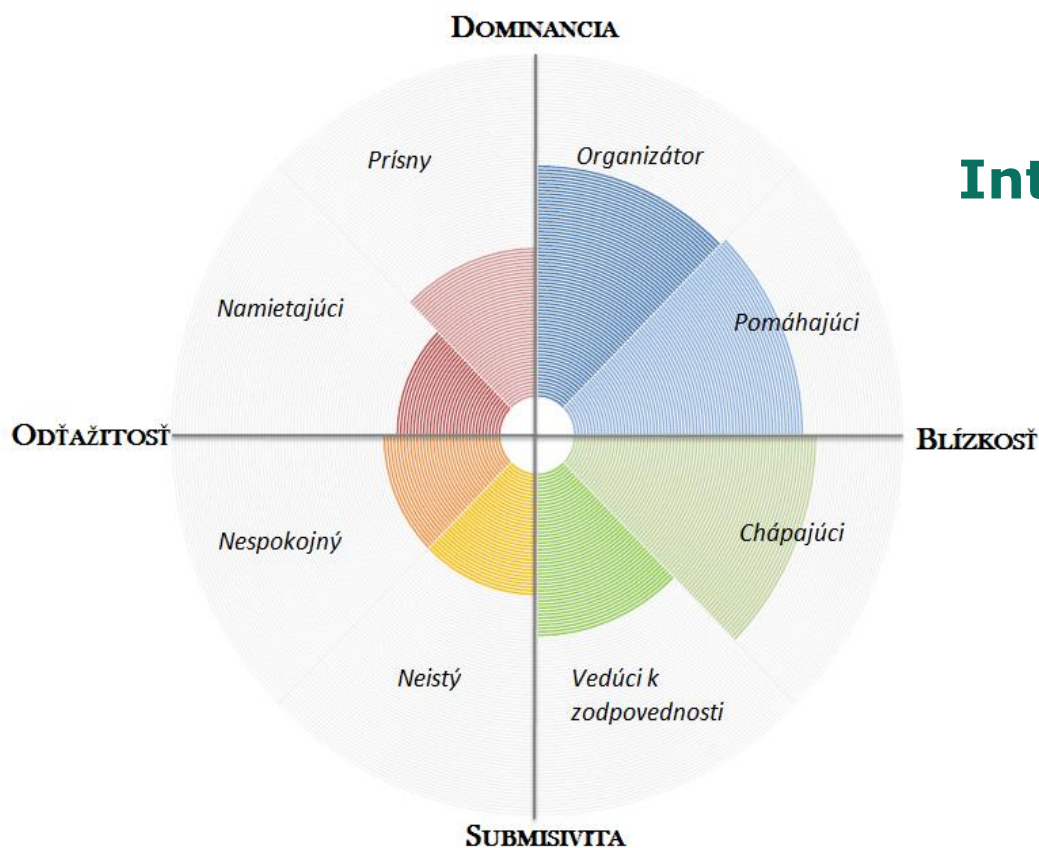 DOMINANCIA
Prísny
Organizátor
Int
Namietajúci
Pomáhajúci
ODŤAŽITOSŤ
BLÍZKOSŤ
Nespokojný
Chápajúci
Neistý
Vedúci k
zodpovednosti
SUBMISIVITA